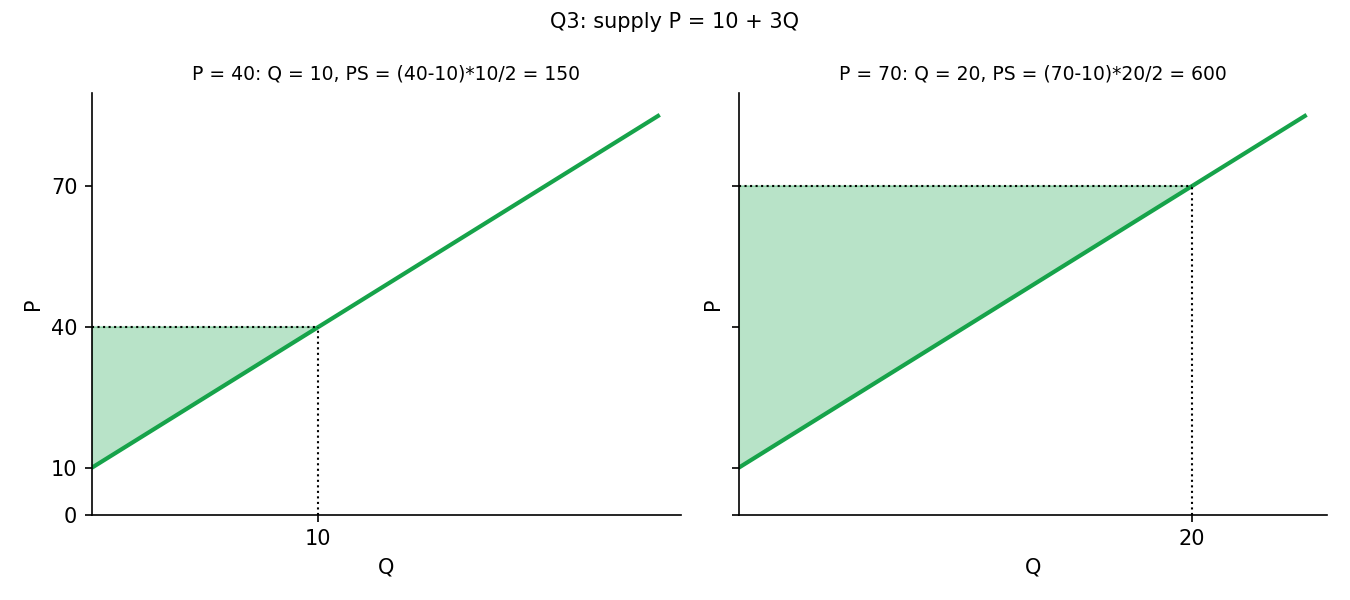 Q3: supply P = 10 + 3Q
P = 40: Q = 10, PS = (40-10)*10/2 = 150
P
70
40
10
0
10
Q
P = 70: Q = 20, PS = (70-10)*20/2 = 600
P
20
Q